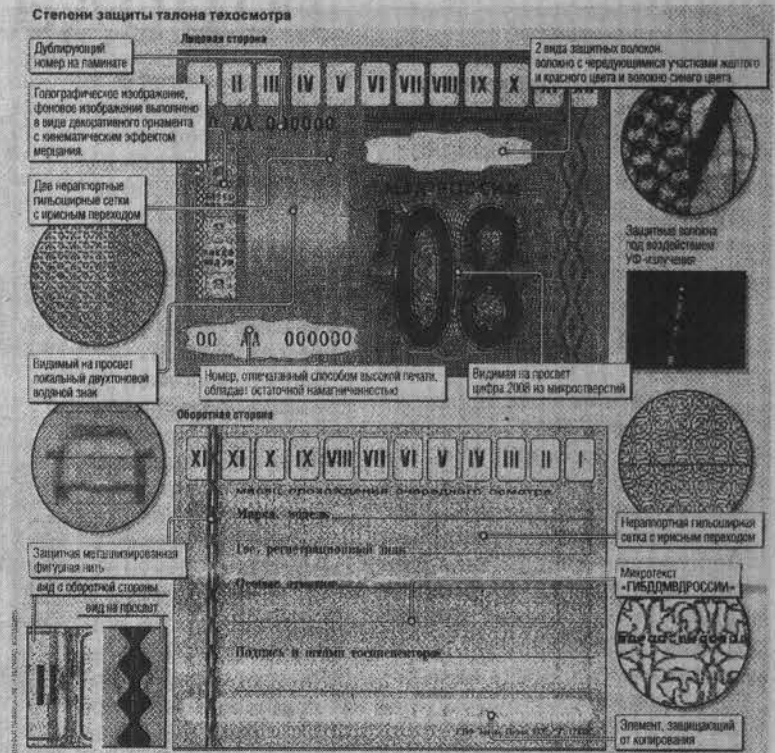 Степени защиты талона техосмотра
Лицевая сторона
Дублирующий
номер на ламинате
2 вида защитных волокон:
волокно с чередующимися участками желтого
и красного цвета и волокно синего цвета
I II III IV V VI VII VIII IX X XI XII
Голографическое изображение,
фоновое изображение выполнено
в виде декоративного орнамента
с кинематическим эффектом
мерцания.
АА 000000
Две нераппортные
гильоширные сетки
с ирисным переходом
'08
Защитные волокна
под воздействием
УФ-излучения
00 АА 000000
Видимый на просвет
локальный двухтоновой
водяной знак
Номер, отпечатанный способом высокой печати,
обладает остаточной намагниченностью
Видимая на просвет
цифра 2008 из микроотверстий
Оборотная сторона
XI XI X IX VIII VII VI V IV III II I
месяц прохождения очередного осмотра
Марка, модель
Гос. регистрационный знак
Нераппортная гильоширная
сетка с ирисным переходом
Защитная металлизированная
фигурная нить
Особые отметки
вид с оборотной стороны
вид на просвет
Микротекст
«ГИБДДМВДРОССИИ»
Подпись и штамп госинспектора
Элемент, защищающий
от копирования